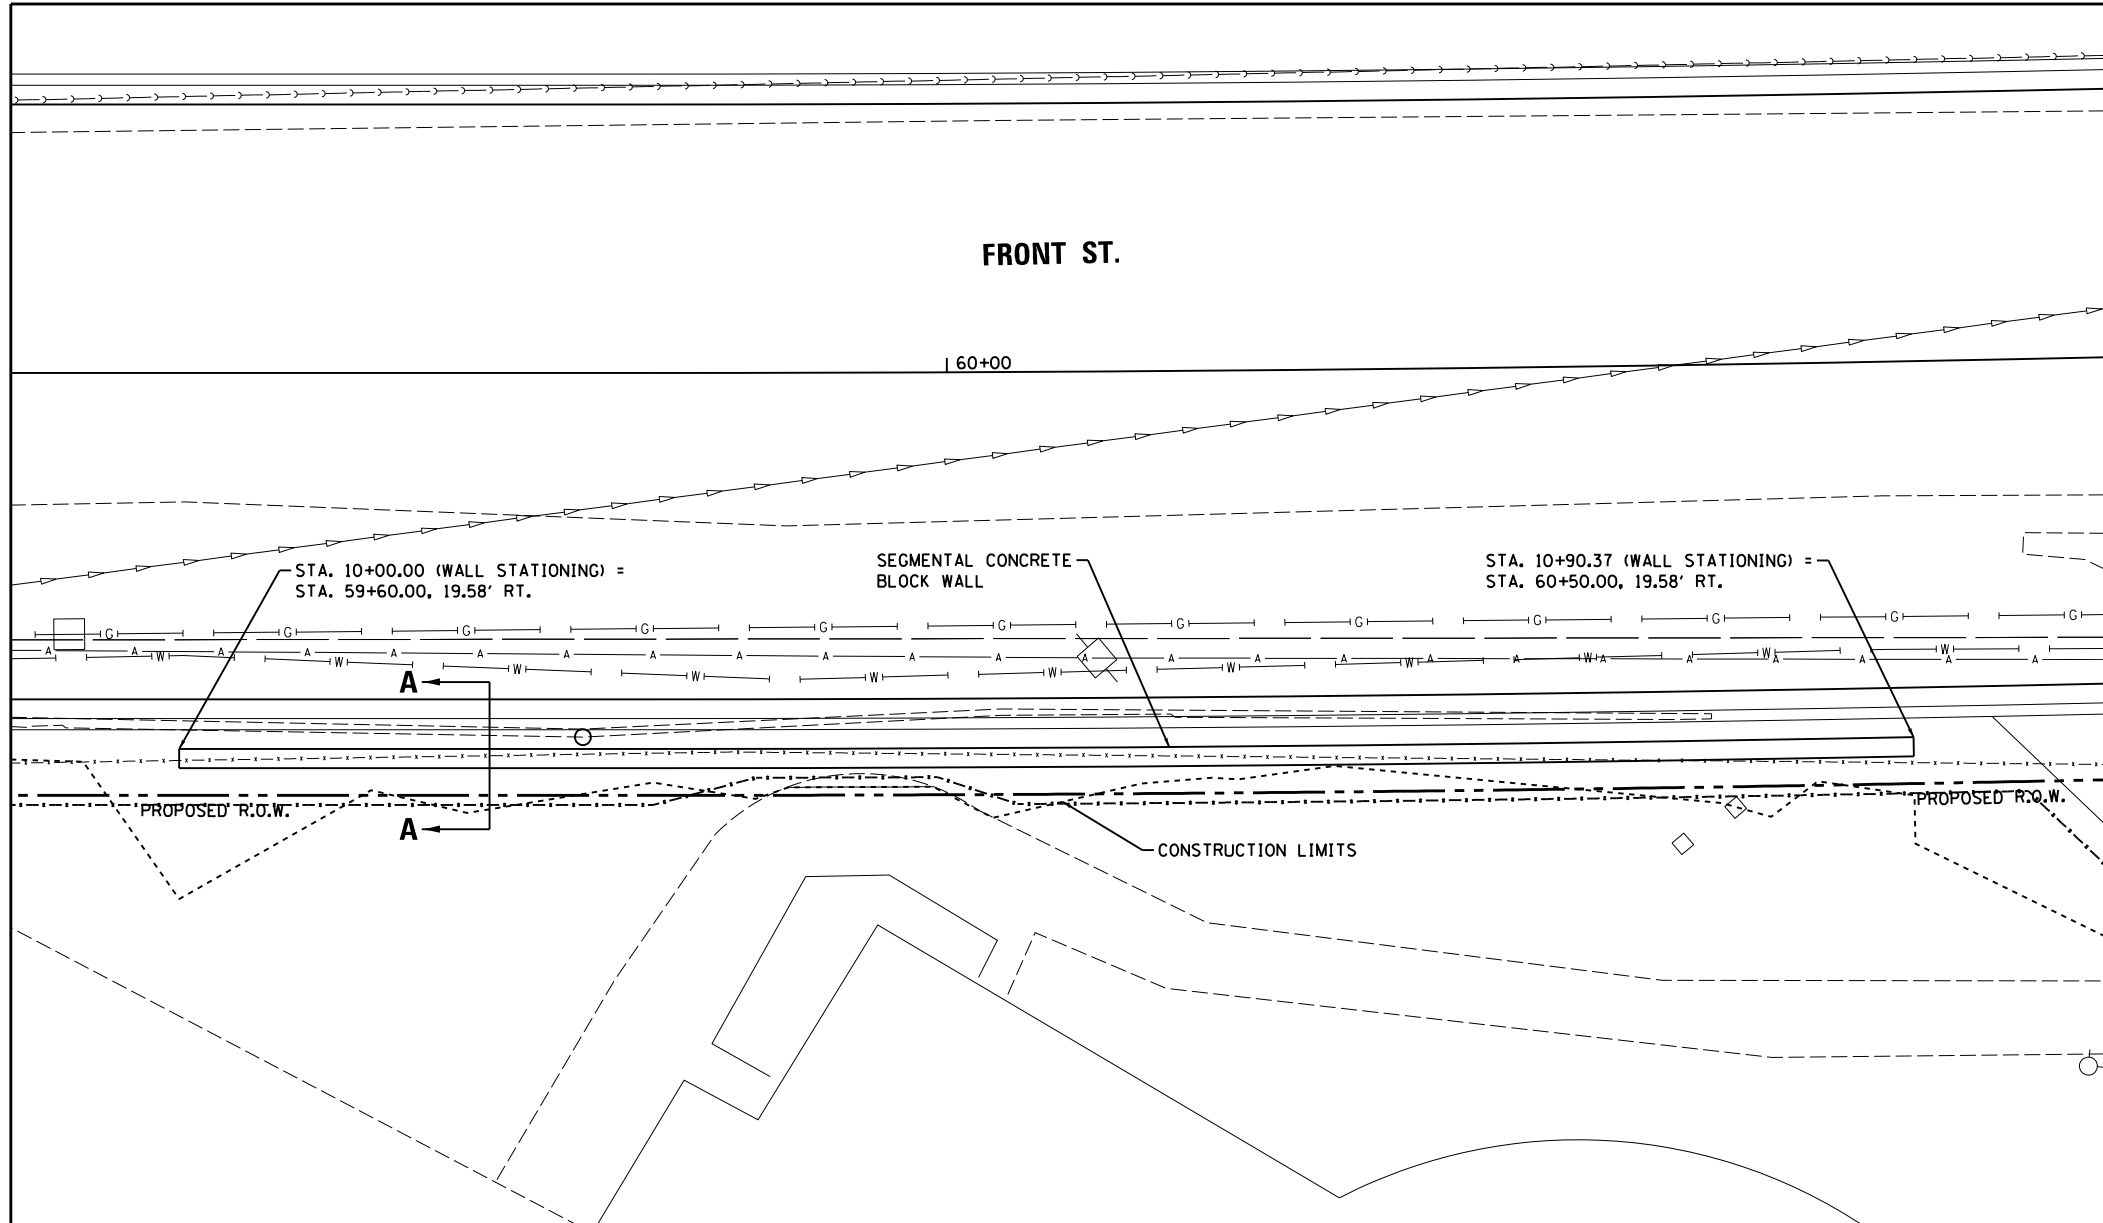 FRONT ST.
60+00
STA. 10+00.00 (WALL STATIONING) =
STA. 59+60.00, 19.58' RT.
SEGMENTAL CONCRETE
BLOCK WALL
STA. 10+90.37 (WALL STATIONING) =
STA. 60+50.00, 19.58' RT.
G G G G G G G G G G G G
A A A A A A A A A A A A A A A A A A A A A A A A
W W W W W W W W W W W
A
PROPOSED R.O.W.
PROPOSED R.O.W.
A
CONSTRUCTION LIMITS